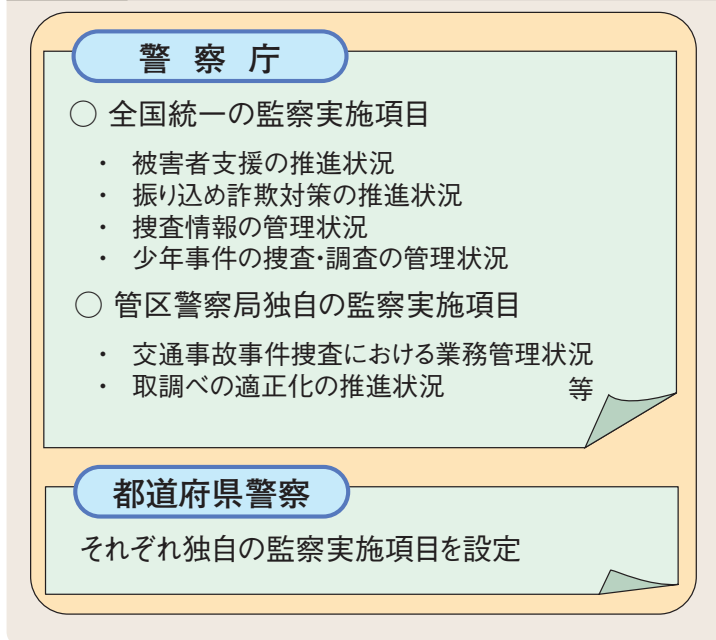 警察庁
○ 全国統一の監察実施項目
・ 被害者支援の推進状況
・ 振り込め詐欺対策の推進状況
・ 捜査情報の管理状況
・ 少年事件の捜査・調査の管理状況
○ 管区警察局独自の監察実施項目
・ 交通事故事件捜査における業務管理状況
・ 取調べの適正化の推進状況 等
都道府県警察
それぞれ独自の監察実施項目を設定